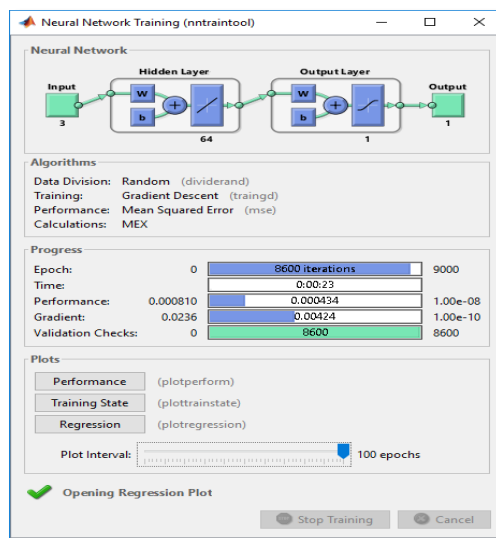 Neural Network Training (nntraintool)
Neural Network
Hidden Layer Output Layer
Input Output
W W
b b
3 1
64 1
Algorithms
Data Division: Random (dividerand)
Training: Gradient Descent (traingd)
Performance: Mean Squared Error (mse)
Calculations: MEX
Progress
Epoch: 0 8600 iterations 9000
Time: 0:00:23
Performance: 0.000810 0.000434 1.00e-08
Gradient: 0.0236 0.00424 1.00e-10
Validation Checks: 0 8600 8600
Plots
Performance (plotperform)
Training State (plottrainstate)
Regression (plotregression)
Plot Interval: 100 epochs
Opening Regression Plot
Stop Training Cancel